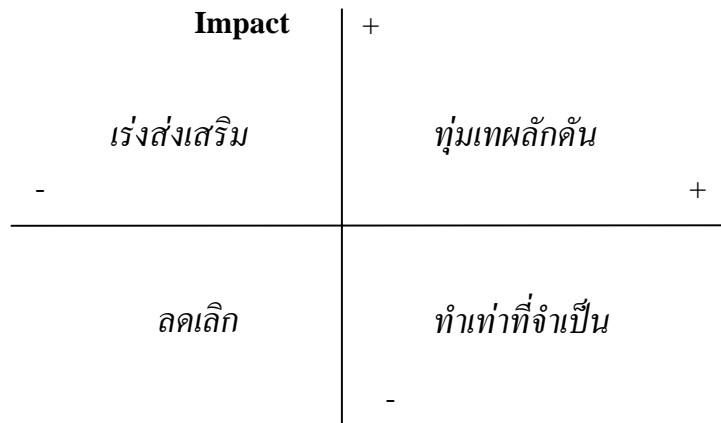 Impact +
เร่งส่งเสริม ทุ่มเทผลักดัน
- +
ลดเลิก ทำเท่าที่จำเป็น
-